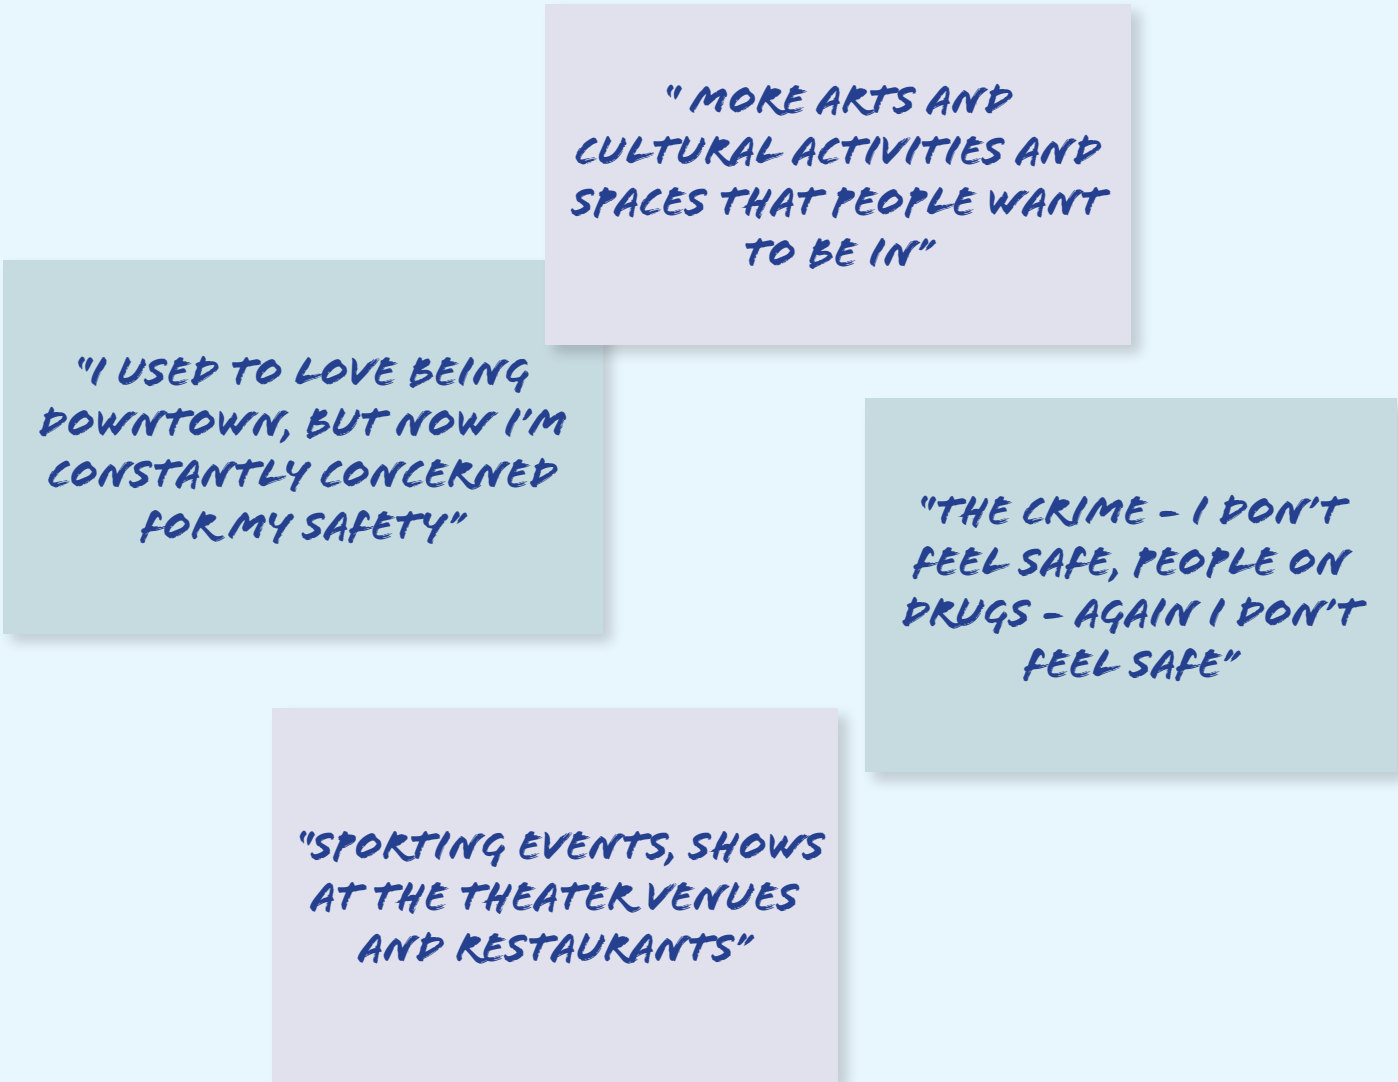 “ MORE ARTS AND
CULTURAL ACTIVITIES AND
SPACES THAT PEOPLE WANT
TO BE IN”
“I USED TO LOVE BEING
DOWNTOWN, BUT NOW I’M
CONSTANTLY CONCERNED
FOR MY SAFETY”
“THE CRIME – I DON’T
FEEL SAFE, PEOPLE ON
DRUGS – AGAIN I DON’T
FEEL SAFE”
“SPORTING EVENTS, SHOWS
AT THE THEATER VENUES
AND RESTAURANTS”